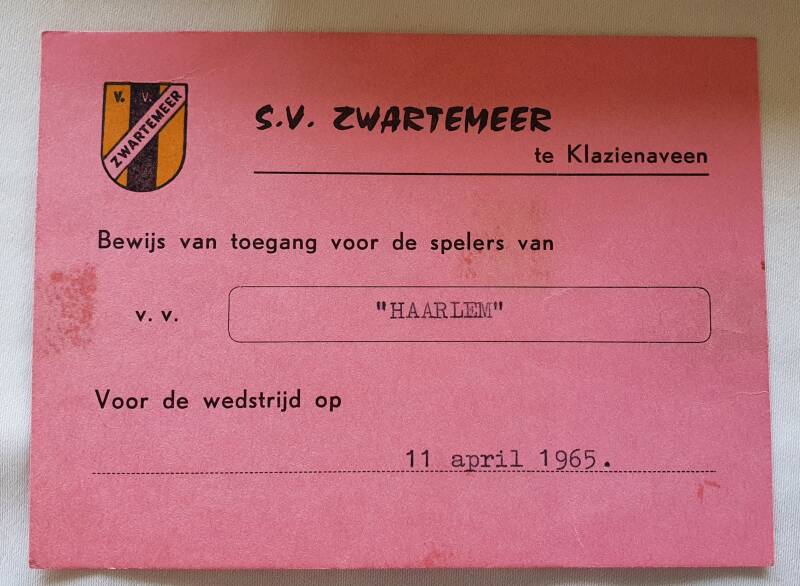 V. V.
ZWARTEMEER
S.V. ZWARTEMEER
te Klazienaveen
Bewijs van toegang voor de spelers van
v. v. "HAARLEM"
Voor de wedstrijd op
11 april 1965.